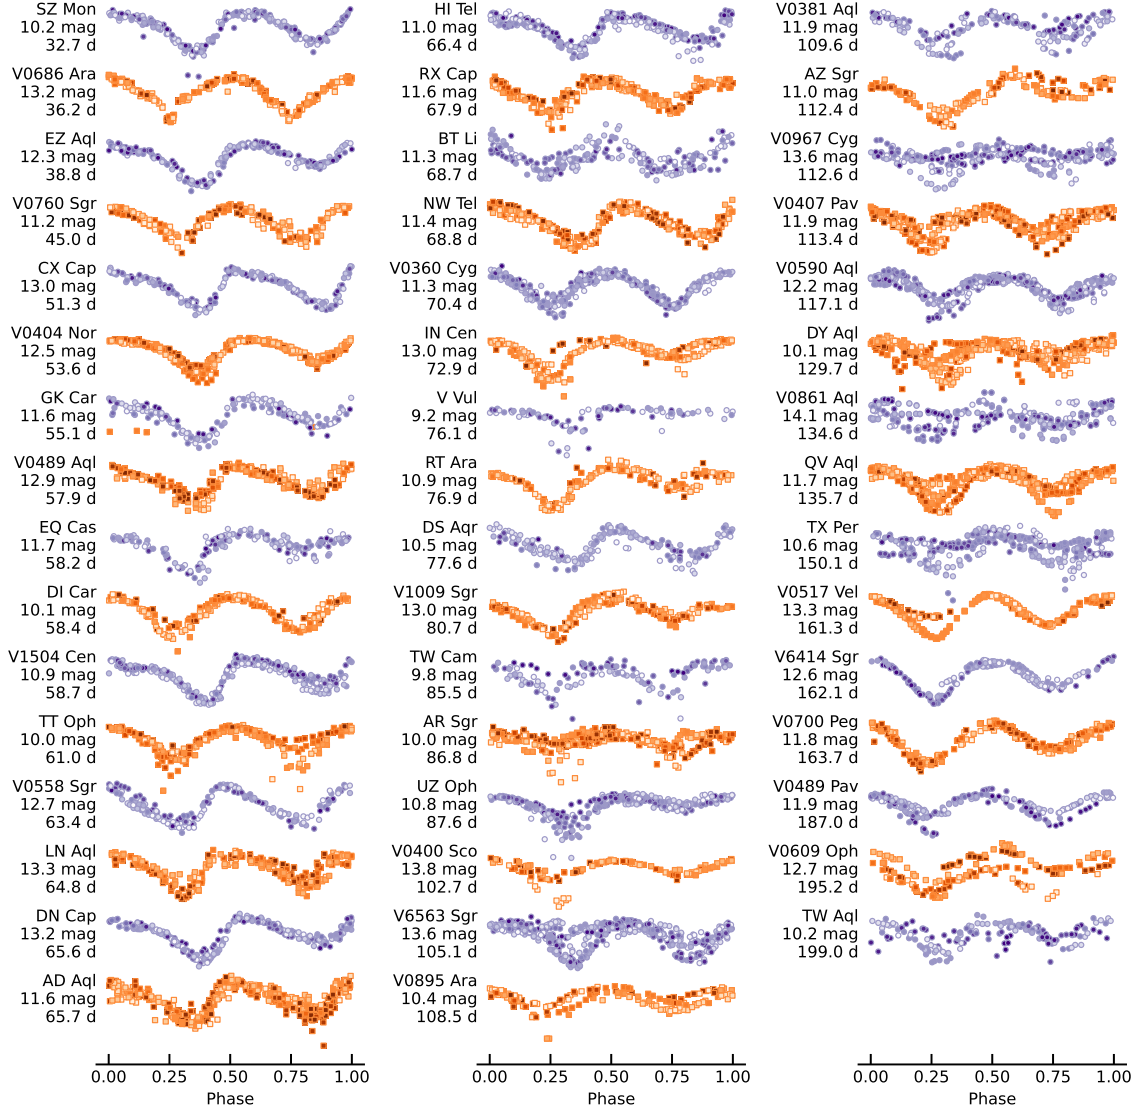 SZ Mon
10.2 mag
32.7 d
V0686 Ara
13.2 mag
36.2 d
EZ Aql
12.3 mag
38.8 d
V0760 Sgr
11.2 mag
45.0 d
CX Cap
13.0 mag
51.3 d
V0404 Nor
12.5 mag
53.6 d
GK Car
11.6 mag
55.1 d
V0489 Aql
12.9 mag
57.9 d
EQ Cas
11.7 mag
58.2 d
DI Car
10.1 mag
58.4 d
V1504 Cen
10.9 mag
58.7 d
TT Oph
10.0 mag
61.0 d
V0558 Sgr
12.7 mag
63.4 d
LN Aql
13.3 mag
64.8 d
DN Cap
13.2 mag
65.6 d
AD Aql
11.6 mag
65.7 d
0.00 0.25 0.50 0.75 1.00
Phase
HI Tel
11.0 mag
66.4 d
RX Cap
11.6 mag
67.9 d
BT Li
11.3 mag
68.7 d
NW Tel
11.4 mag
68.8 d
V0360 Cyg
11.3 mag
70.4 d
IN Cen
13.0 mag
72.9 d
V Vul
9.2 mag
76.1 d
RT Ara
10.9 mag
76.9 d
DS Aqr
10.5 mag
77.6 d
V1009 Sgr
13.0 mag
80.7 d
TW Cam
9.8 mag
85.5 d
AR Sgr
10.0 mag
86.8 d
UZ Oph
10.8 mag
87.6 d
V0400 Sco
13.8 mag
102.7 d
V6563 Sgr
13.6 mag
105.1 d
V0895 Ara
10.4 mag
108.5 d
0.00 0.25 0.50 0.75 1.00
Phase
V0381 Aql
11.9 mag
109.6 d
AZ Sgr
11.0 mag
112.4 d
V0967 Cyg
13.6 mag
112.6 d
V0407 Pav
11.9 mag
113.4 d
V0590 Aql
12.2 mag
117.1 d
DY Aql
10.1 mag
129.7 d
V0861 Aql
14.1 mag
134.6 d
QV Aql
11.7 mag
135.7 d
TX Per
10.6 mag
150.1 d
V0517 Vel
13.3 mag
161.3 d
V6414 Sgr
12.6 mag
162.1 d
V0700 Peg
11.8 mag
163.7 d
V0489 Pav
11.9 mag
187.0 d
V0609 Oph
12.7 mag
195.2 d
TW Aql
10.2 mag
199.0 d
0.00 0.25 0.50 0.75 1.00
Phase